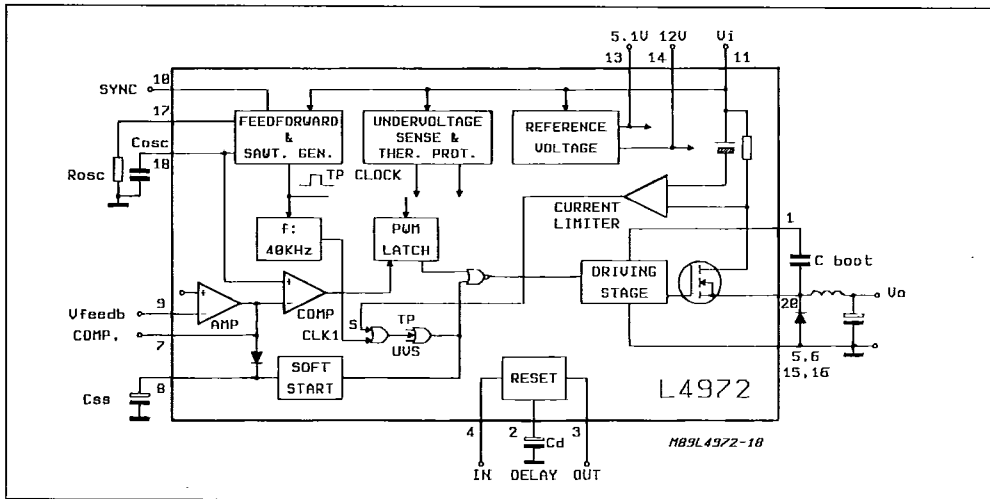 5.1V 12V Vi
13 14 11
10
SYNC
17
FEEDFORWARD
&
SAWT. GEN.
UNDERVOLTAGE
SENSE &
THER. PROT.
REFERENCE
VOLTAGE
Cosc
18
Rosc
TP CLOCK
CURRENT
LIMITER
f:
40KHz
PWM
LATCH
1
DRIVING
STAGE
C boot
+
+
9
Vfeedb
-
AMP
-
COMP
20
Vo
COMP.
7
S
CLK1
TP
UVS
5,6
15,16
SOFT
START
8
Css
RESET
L4972
4 2 3
Cd
M89L4972-18
IN DELAY OUT